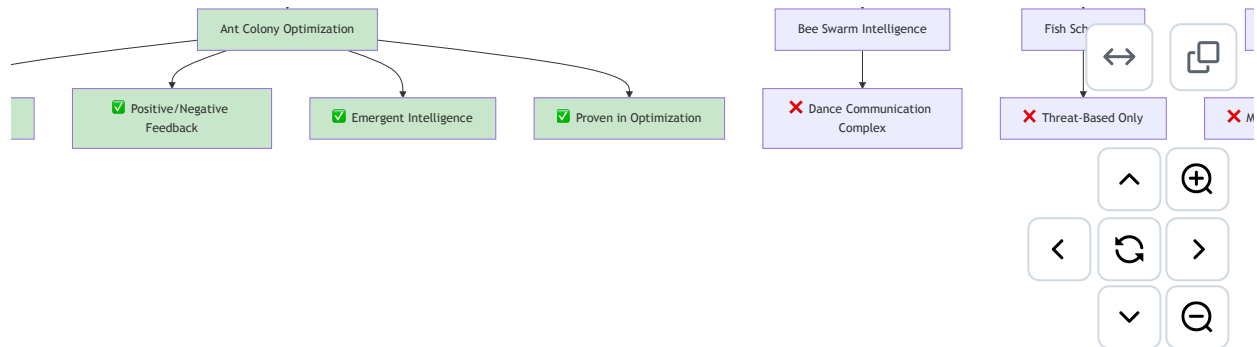 Ant Colony Optimization
Bee Swarm Intelligence
Fish
✅ Positive/Negative
Feedback
✅ Emergent Intelligence
✅ Proven in Optimization
❌ Dance Communication
Complex
❌ Threat-Based Only
❌